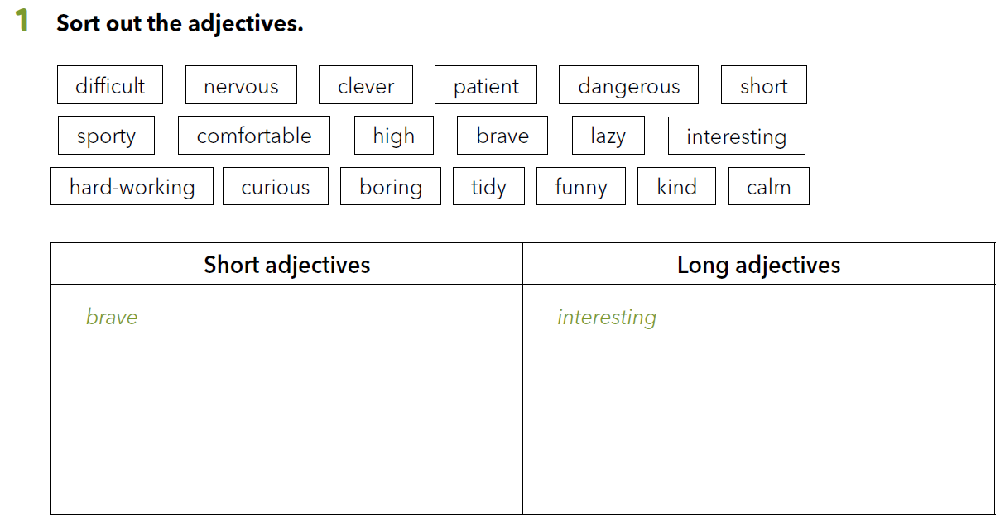 1 Sort out the adjectives.
difficult nervous clever patient dangerous short
sporty comfortable high brave lazy interesting
hard-working curious boring tidy funny kind calm
Short adjectives Long adjectives
brave interesting